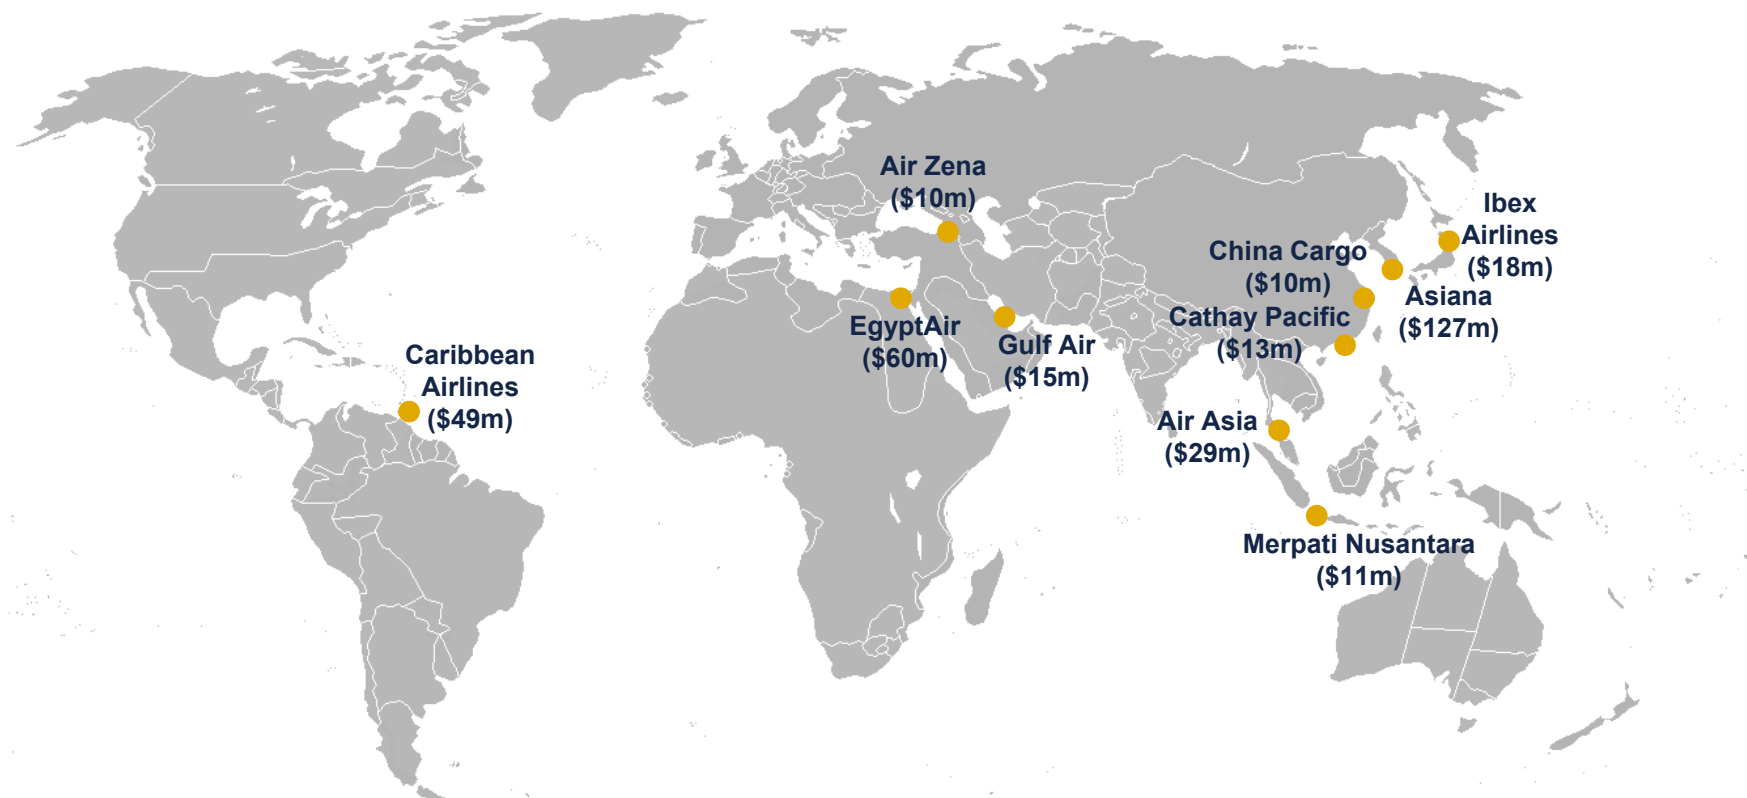 Air Zena
($10m)
Ibex
Airlines
($18m)
China Cargo
($10m)
Asiana
($127m)
Cathay Pacific
($13m)
EgyptAir
($60m)
Gulf Air
($15m)
Caribbean
Airlines
($49m)
Air Asia
($29m)
Merpati Nusantara
($11m)